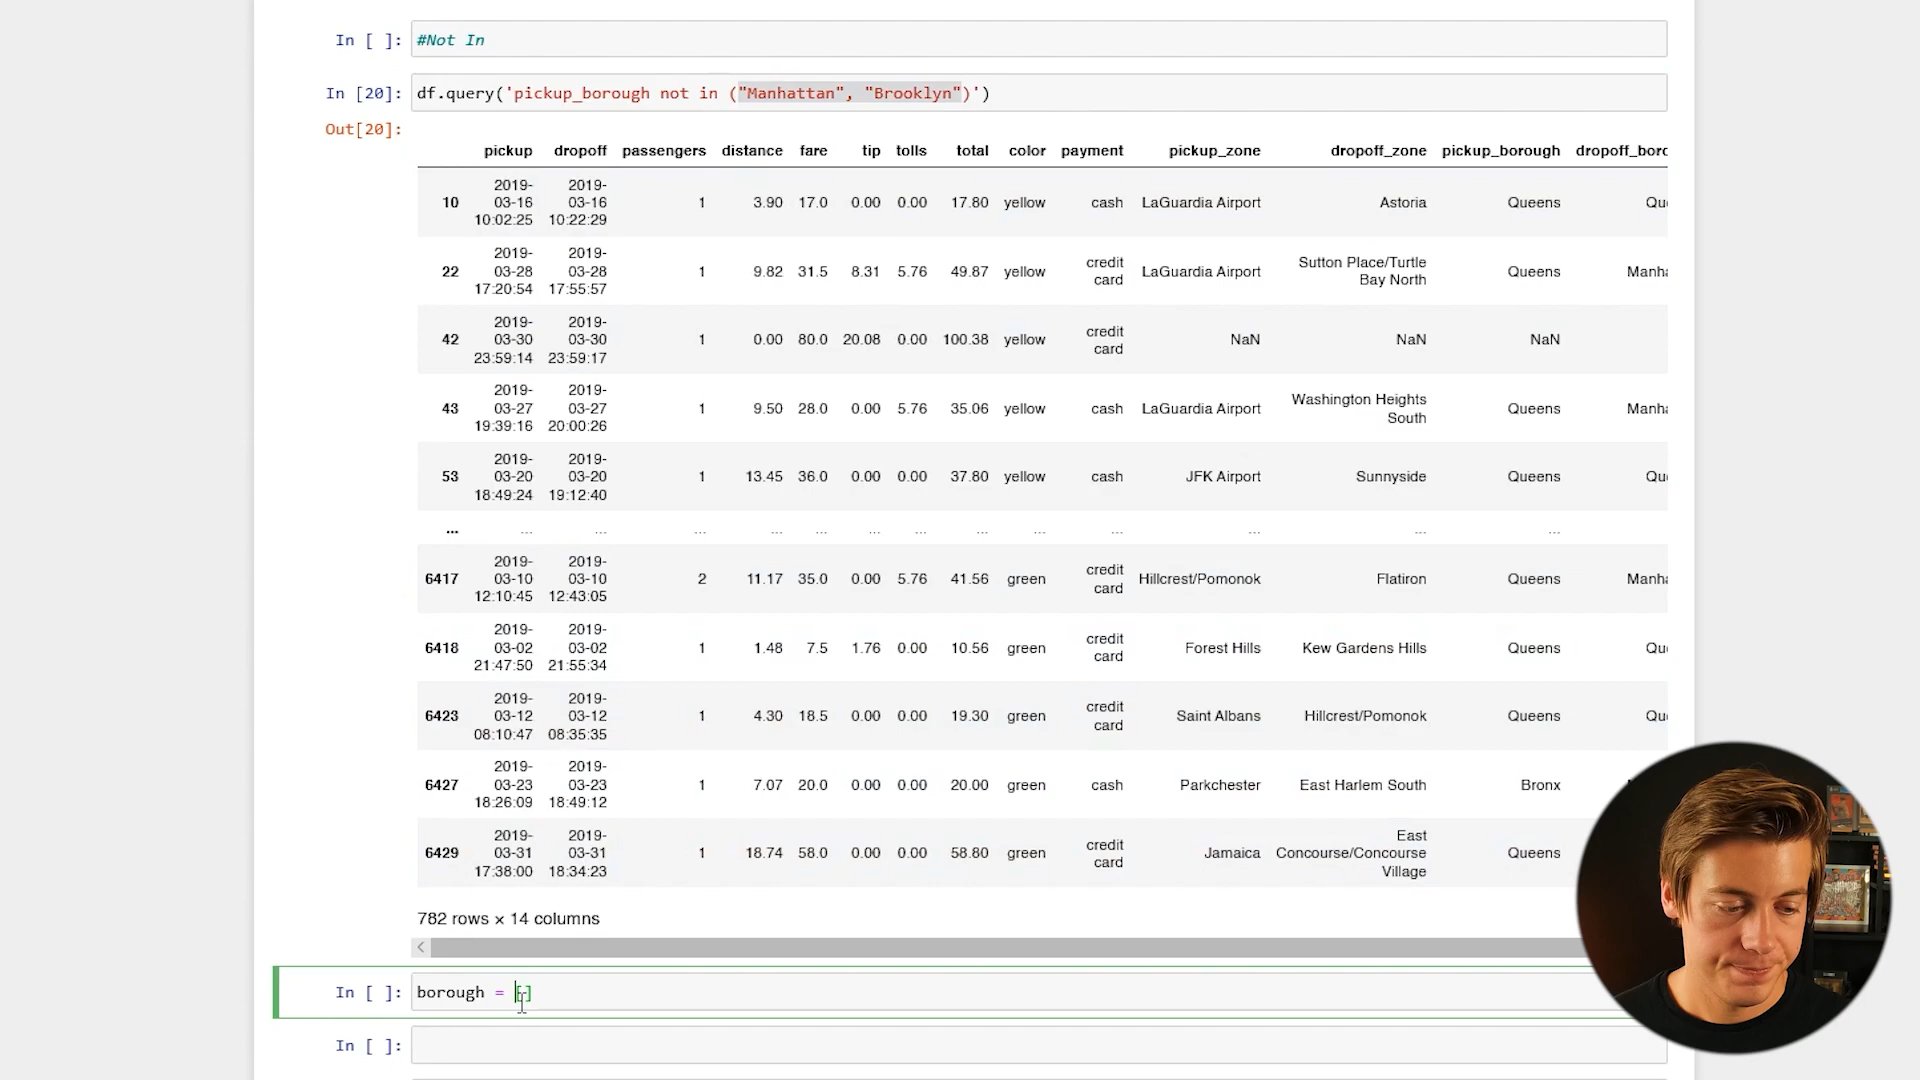 In [ ]: #Not In
In [20]: df.query('pickup_borough not in ("Manhattan", "Brooklyn")')
Out[20]:
pickup dropoff passengers distance fare tip tolls total color payment pickup_zone dropoff_zone pickup_borough dropoff_borc
10 2019-03-16 10:02:25 2019-03-16 10:22:29 1 3.90 17.0 0.00 0.00 17.80 yellow cash LaGuardia Airport Astoria Queens Que
22 2019-03-28 17:20:54 2019-03-28 17:55:57 1 9.82 31.5 8.31 5.76 49.87 yellow credit card LaGuardia Airport Sutton Place/Turtle Bay North Queens Manha
42 2019-03-30 23:59:14 2019-03-30 23:59:17 1 0.00 80.0 20.08 0.00 100.38 yellow credit card NaN NaN NaN
43 2019-03-27 19:39:16 2019-03-27 20:00:26 1 9.50 28.0 0.00 5.76 35.06 yellow cash LaGuardia Airport Washington Heights South Queens Manha
53 2019-03-20 18:49:24 2019-03-20 19:12:40 1 13.45 36.0 0.00 0.00 37.80 yellow cash JFK Airport Sunnyside Queens Que
... ... ... ... ... ... ... ... ... ... ... ... ... ...
6417 2019-03-10 12:10:45 2019-03-10 12:43:05 2 11.17 35.0 0.00 5.76 41.56 green credit card Hillcrest/Pomonok Flatiron Queens Manha
6418 2019-03-02 21:47:50 2019-03-02 21:55:34 1 1.48 7.5 1.76 0.00 10.56 green credit card Forest Hills Kew Gardens Hills Queens Que
6423 2019-03-12 08:10:47 2019-03-12 08:35:35 1 4.30 18.5 0.00 0.00 19.30 green credit card Saint Albans Hillcrest/Pomonok Queens Que
6427 2019-03-23 18:26:09 2019-03-23 18:49:12 1 7.07 20.0 0.00 0.00 20.00 green cash Parkchester East Harlem South Bronx
6429 2019-03-31 17:38:00 2019-03-31 18:34:23 1 18.74 58.0 0.00 0.00 58.80 green credit card Jamaica East Concourse/Concourse Village Queens
782 rows × 14 columns
In [ ]: borough = []
In [ ]: